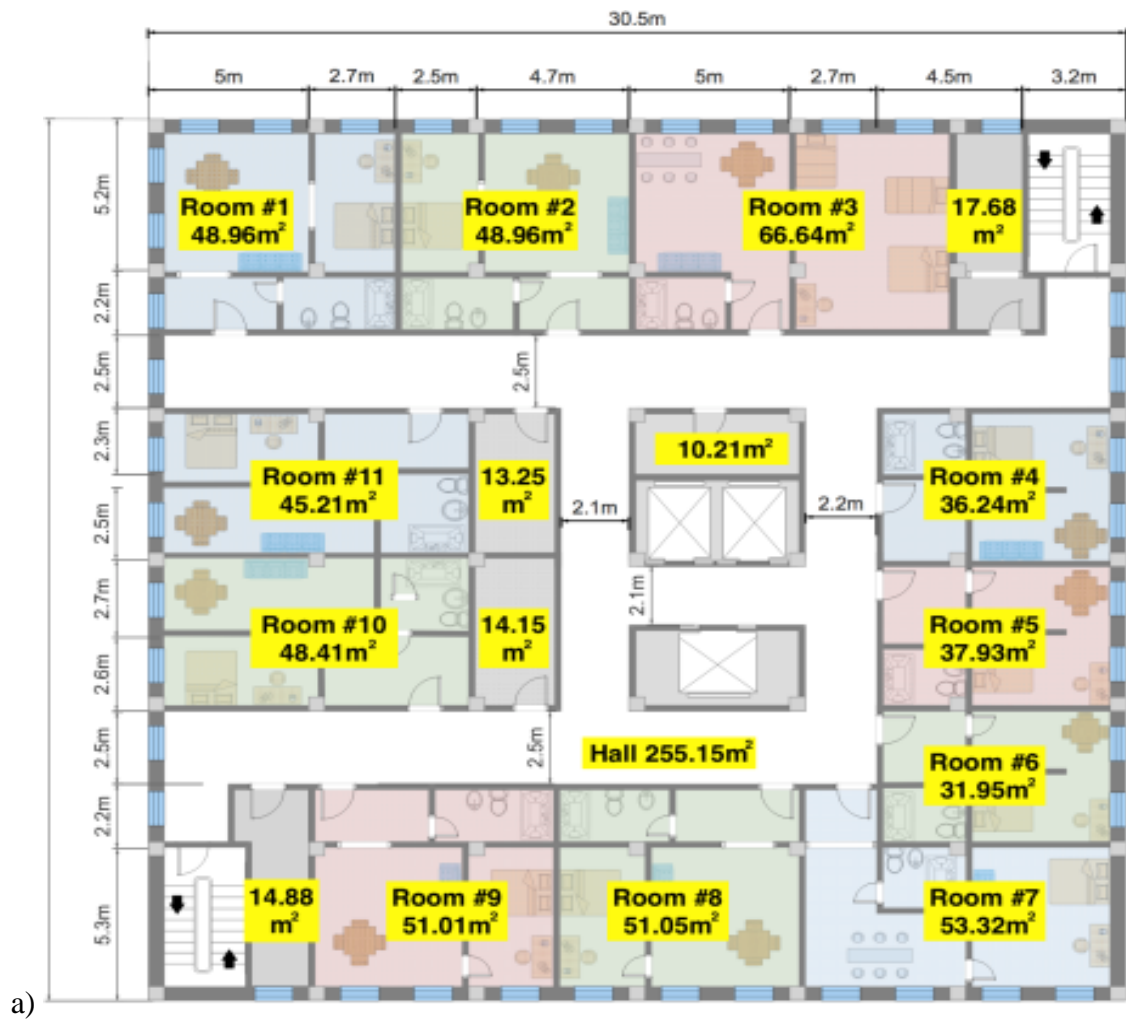 30.5m
5m 2.7m 2.5m 4.7m 5m 2.7m 4.5m 3.2m
5.2m
Room #1
48.96m²
Room #2
48.96m²
Room #3
66.64m²
17.68
m²
2.2m
2.5m
2.5m
2.3m
10.21m²
Room #11
45.21m²
13.25
m²
Room #4
36.24m²
2.5m
2.1m
2.2m
2.7m
2.1m
Room #10
48.41m²
14.15
m²
Room #5
37.93m²
2.6m
2.5m
2.5m
Hall 255.15m²
Room #6
31.95m²
2.2m
5.3m
14.88
m²
Room #9
51.01m²
Room #8
51.05m²
Room #7
53.32m²
a)